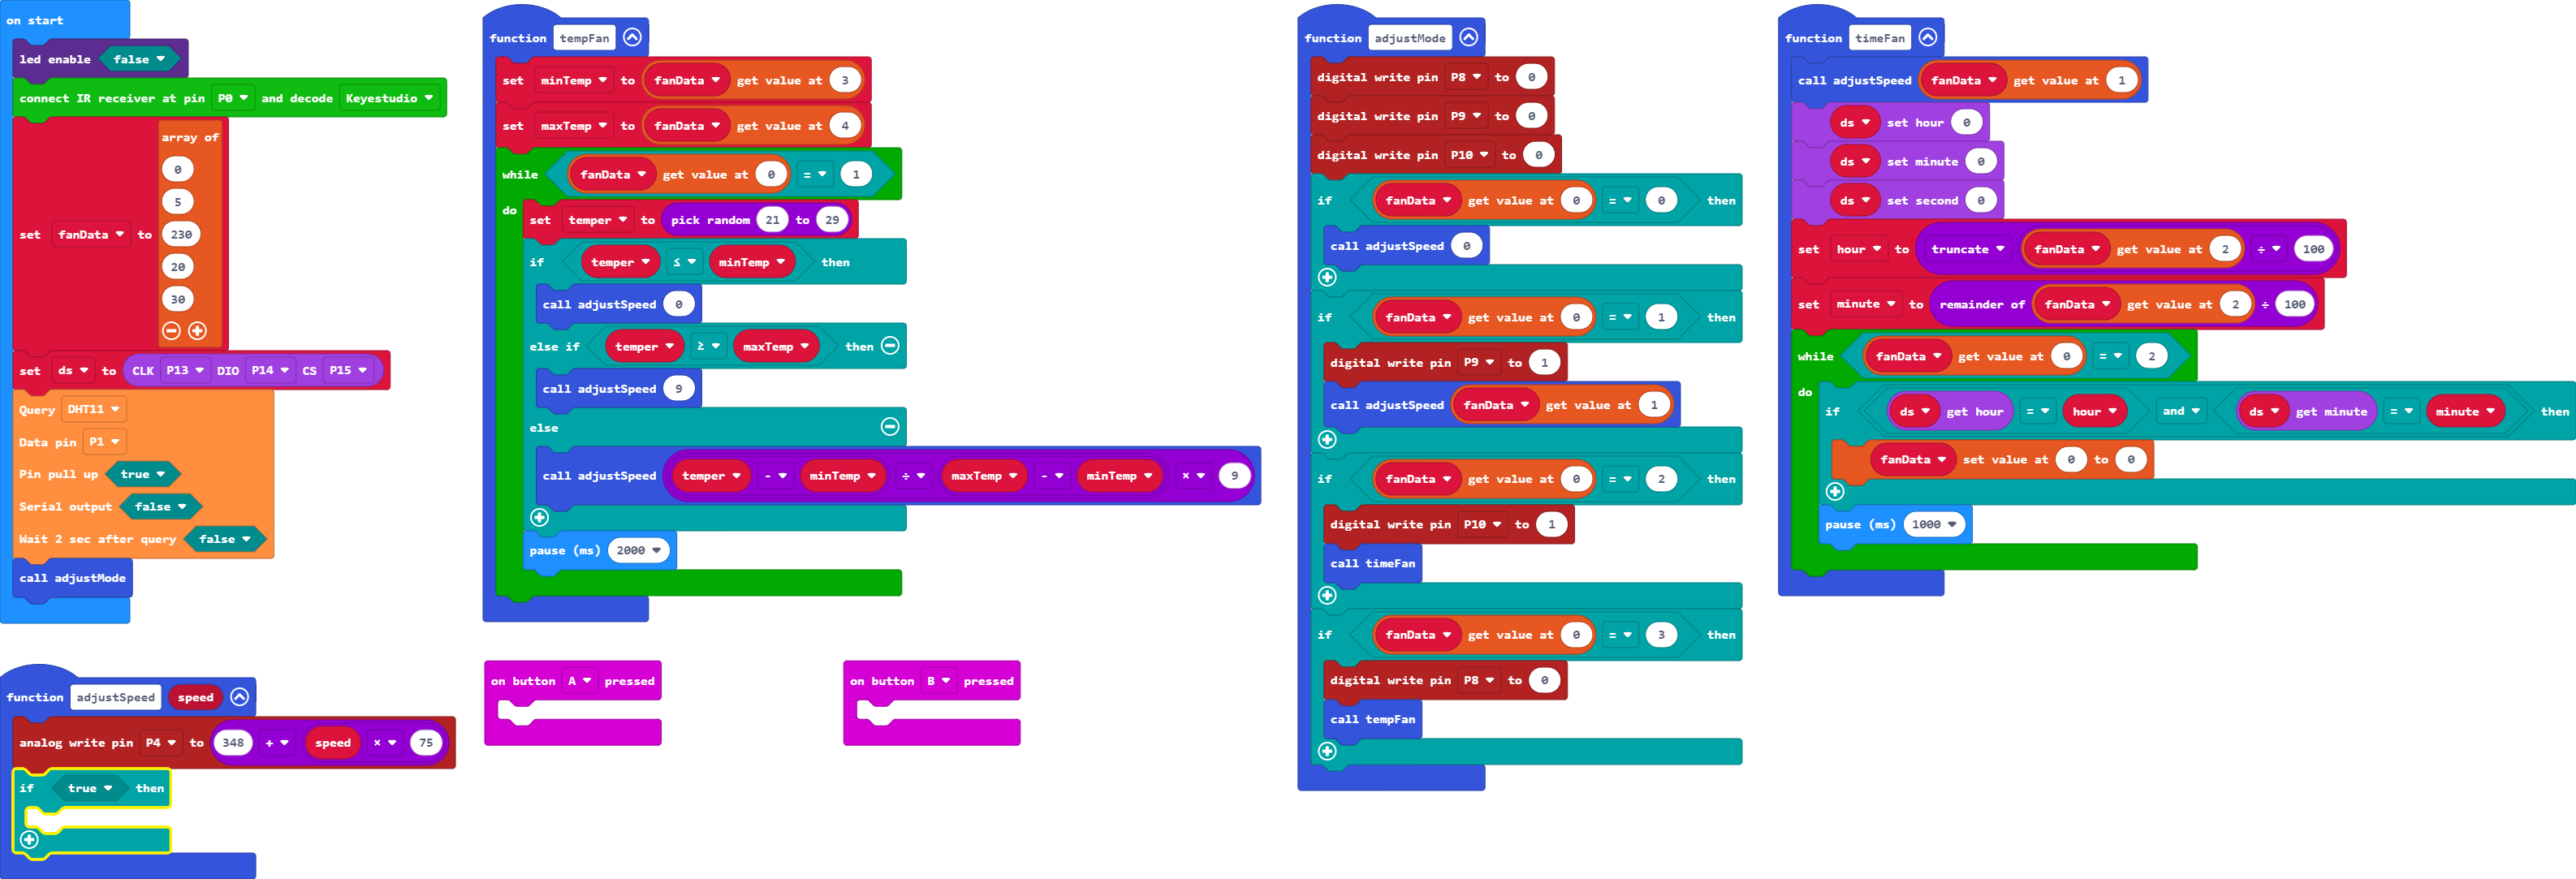 on start
led enable false
connect IR receiver at pin P0 and decode Keyestudio
set fanData to array of
0
5
230
20
30
set ds to CLK P13 DIO P14 CS P15
Query DHT11
Data pin P1
Pin pull up true
Serial output false
Wait 2 sec after query false
call adjustMode
function adjustSpeed speed
analog write pin P4 to 348 + speed × 75
if true then
function tempFan
set minTemp to fanData get value at 3
set maxTemp to fanData get value at 4
while fanData get value at 0 = 1
do
set temper to pick random 21 to 29
if temper ≤ minTemp then
call adjustSpeed 0
else if temper ≥ maxTemp then
call adjustSpeed 9
else
call adjustSpeed temper - minTemp ÷ maxTemp - minTemp × 9
pause (ms) 2000
on button A pressed
on button B pressed
function adjustMode
digital write pin P8 to 0
digital write pin P9 to 0
digital write pin P10 to 0
if fanData get value at 0 = 0 then
call adjustSpeed 0
if fanData get value at 0 = 1 then
digital write pin P9 to 1
call adjustSpeed fanData get value at 1
if fanData get value at 0 = 2 then
digital write pin P10 to 1
call timeFan
if fanData get value at 0 = 3 then
digital write pin P8 to 0
call tempFan
function timeFan
call adjustSpeed fanData get value at 1
ds set hour 0
ds set minute 0
ds set second 0
set hour to truncate fanData get value at 2 ÷ 100
set minute to remainder of fanData get value at 2 ÷ 100
while fanData get value at 0 = 2
do
if ds get hour = hour and ds get minute = minute then
fanData set value at 0 to 0
pause (ms) 1000